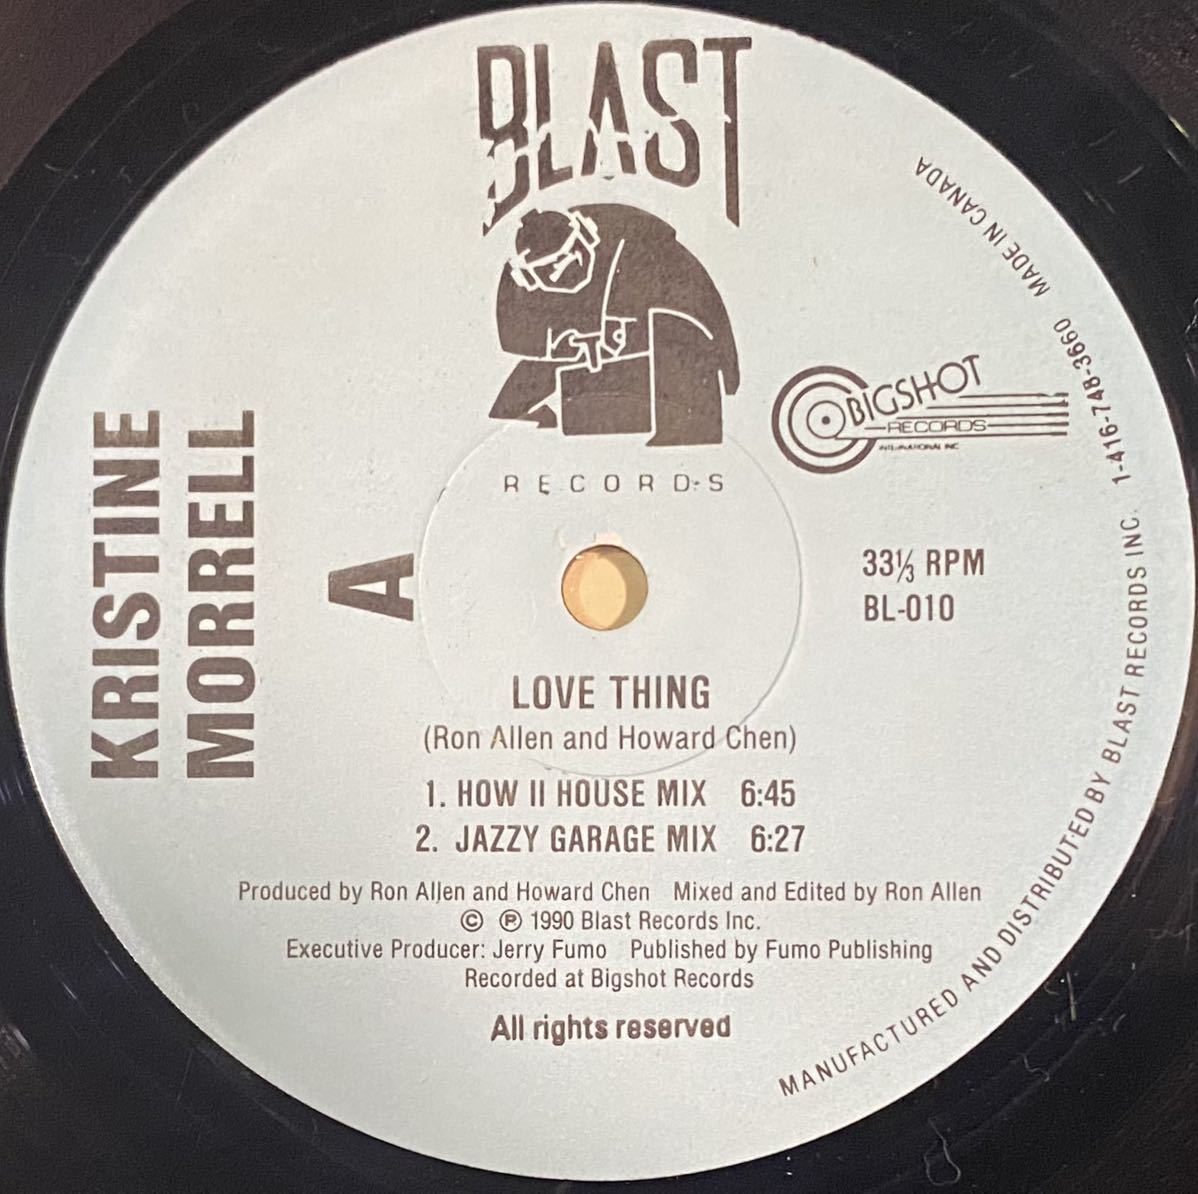 BLAST
RECORDS
BIGSHOT
RECORDS
INTERNATIONAL INC
KRISTINE
MORRELL
A
33⅓ RPM
BL-010
LOVE THING
(Ron Allen and Howard Chen)
1. HOW II HOUSE MIX 6:45
2. JAZZY GARAGE MIX 6:27
Produced by Ron Allen and Howard Chen Mixed and Edited by Ron Allen
© ℗ 1990 Blast Records Inc.
Executive Producer: Jerry Fumo Published by Fumo Publishing
Recorded at Bigshot Records
All rights reserved
MANUFACTURED AND DISTRIBUTED BY BLAST RECORDS INC. 1-416-748-3660 MADE IN CANADA